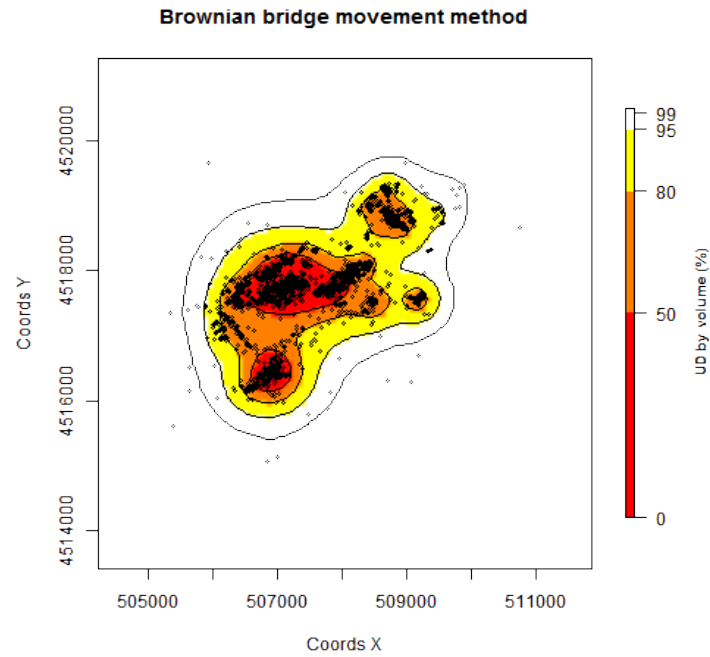 Brownian bridge movement method
4520000
4518000
4516000
4514000
Coords Y
505000 507000 509000 511000
Coords X
99
95
80
50
0
UD by volume (%)